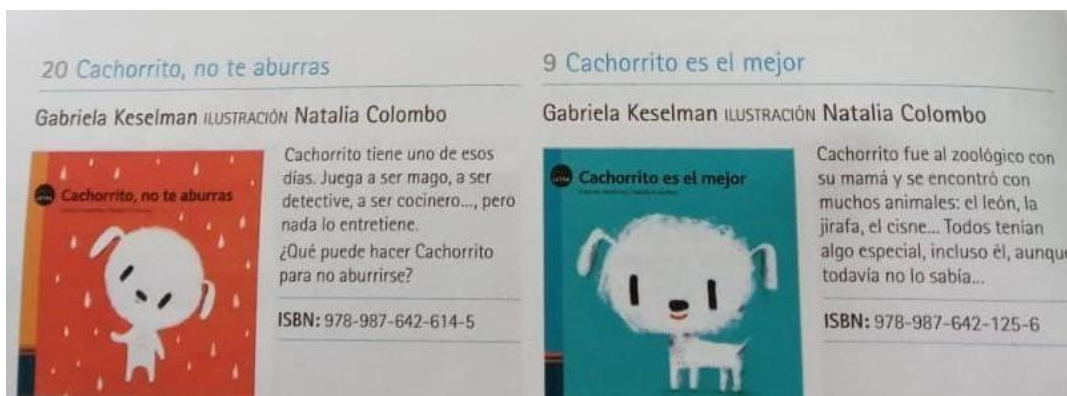 20 Cachorrito, no te aburras
Gabriela Keselman ILUSTRACIÓN Natalia Colombo
Cachorrito, no te aburras
Cachorrito tiene uno de esos
días. Juega a ser mago, a ser
detective, a ser cocinero..., pero
nada lo entretiene.
¿Qué puede hacer Cachorrito
para no aburrirse?
ISBN: 978-987-642-614-5
9 Cachorrito es el mejor
Gabriela Keselman ILUSTRACIÓN Natalia Colombo
LETRA
Cachorrito es el mejor
Cachorrito fue al zoológico con
su mamá y se encontró con
muchos animales: el león, la
jirafa, el cisne... Todos tenían
algo especial, incluso él, aunque
todavía no lo sabía...
ISBN: 978-987-642-125-6